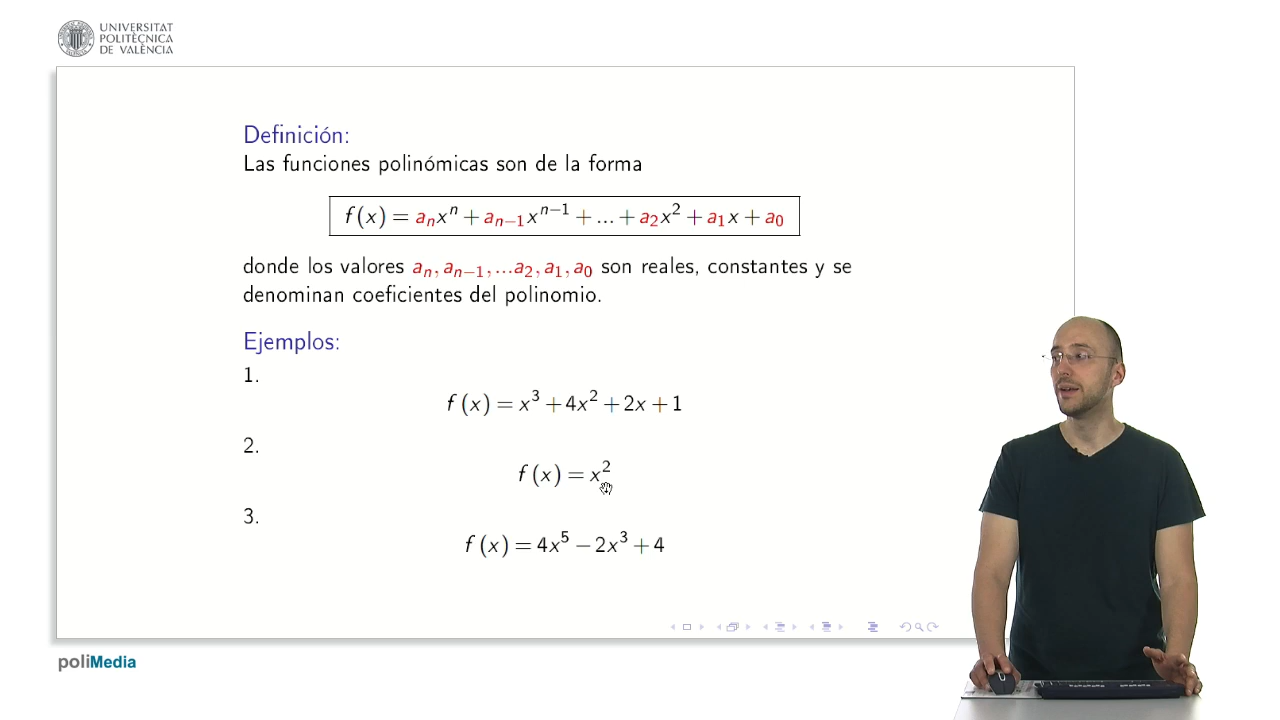 UNIVERSITAT
POLITÈCNICA
DE VALÈNCIA
Definición:
Las funciones polinómicas son de la forma
f(x) = aₙxⁿ + aₙ₋₁xⁿ⁻¹ + ... + a₂x² + a₁x + a₀
donde los valores aₙ, aₙ₋₁, ...a₂, a₁, a₀ son reales, constantes y se
denominan coeficientes del polinomio.
Ejemplos:
1.
f(x) = x³ + 4x² + 2x + 1
2.
f(x) = x²
3.
f(x) = 4x⁵ − 2x³ + 4
poliMedia